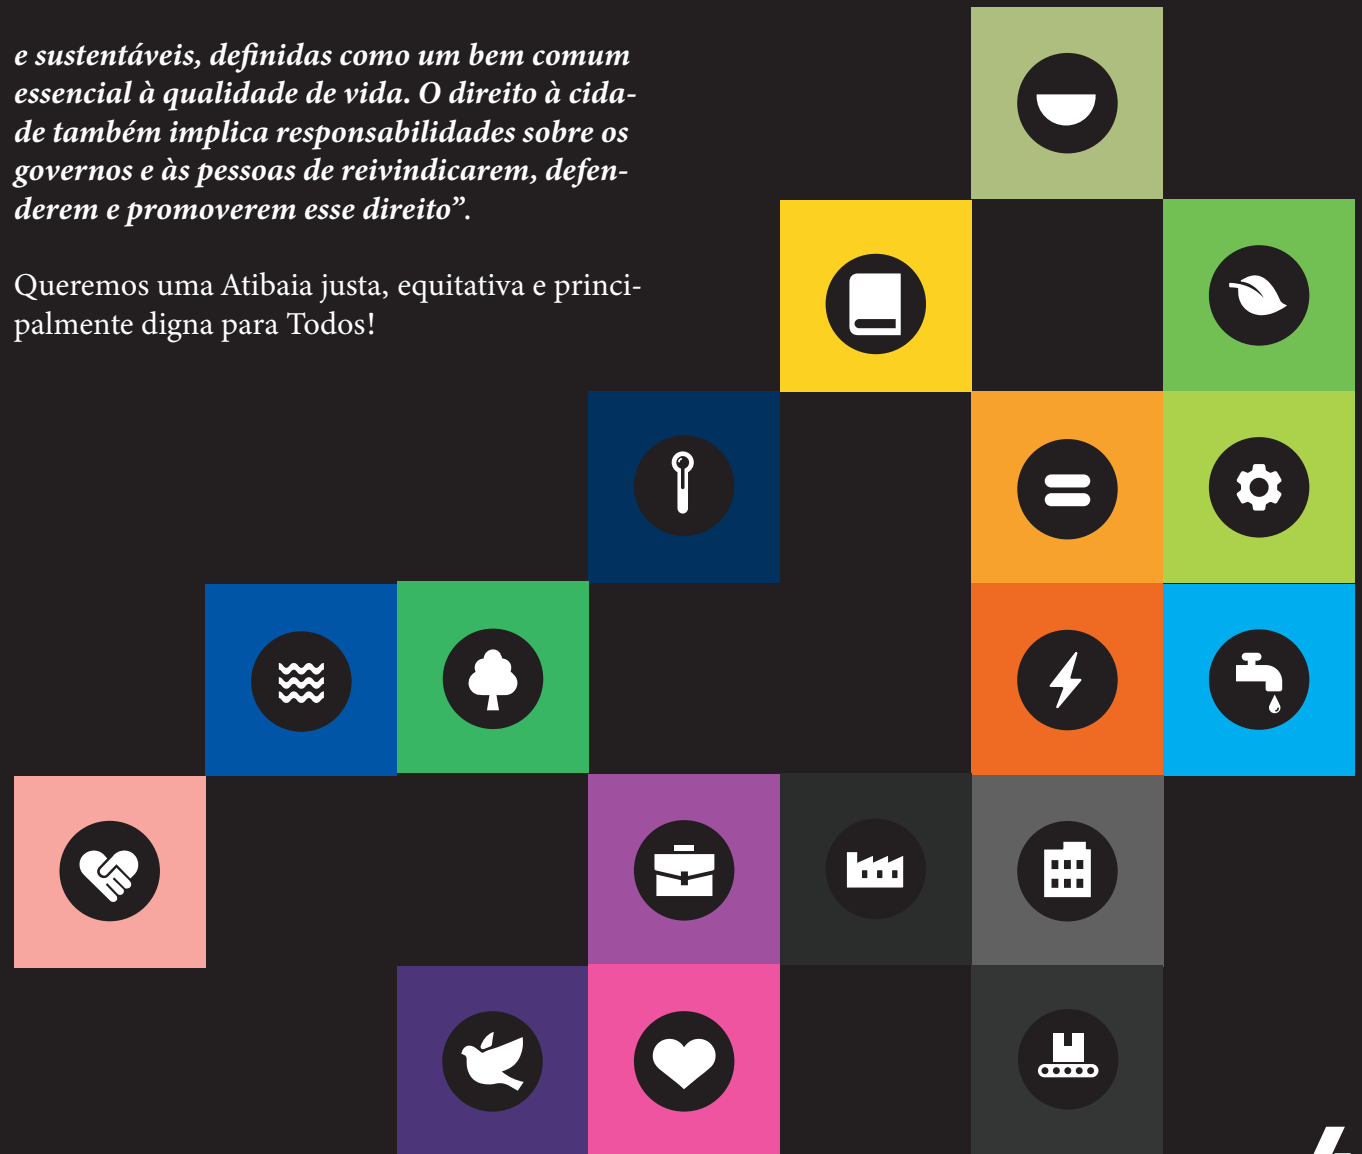 e sustentáveis, definidas como um bem comum
essencial à qualidade de vida. O direito à cida-
de também implica responsabilidades sobre os
governos e às pessoas de reivindicarem, defen-
derem e promoverem esse direito”.
Queremos uma Atibaia justa, equitativa e princi-
palmente digna para Todos!